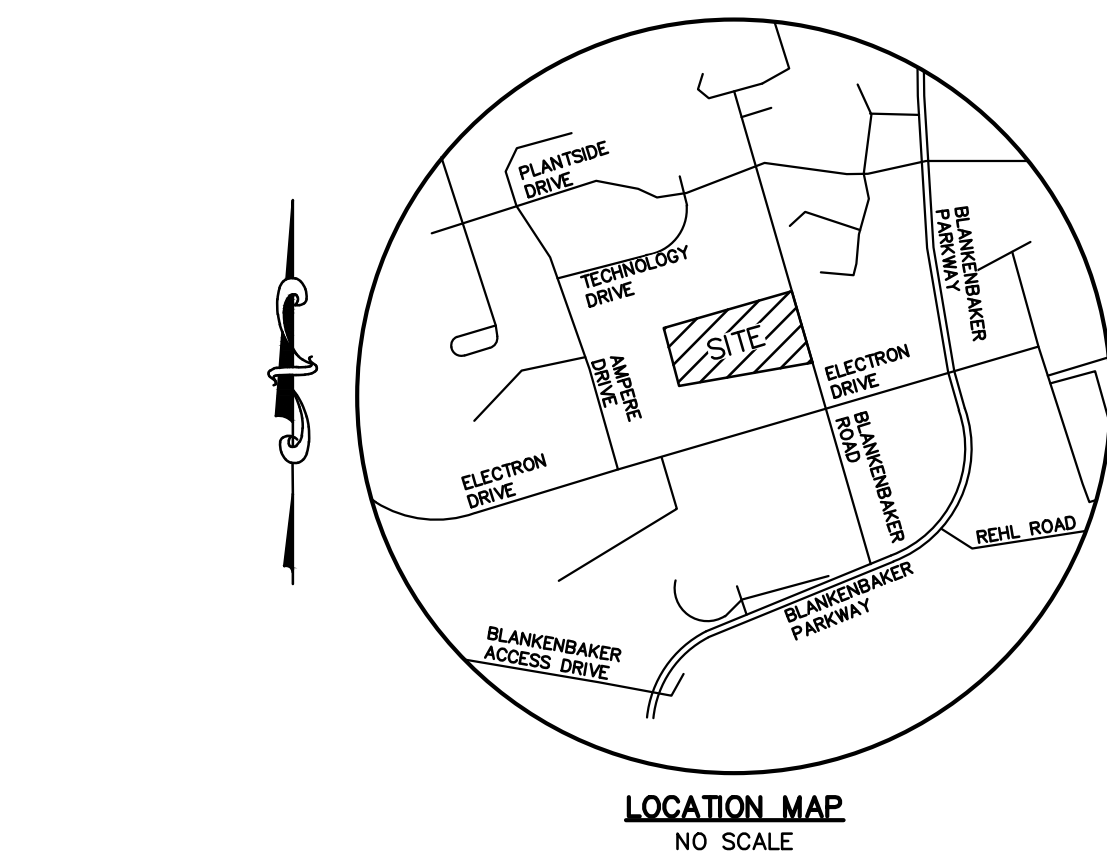 PLANTSIDE
DRIVE
BLANKENBAKER
PARKWAY
TECHNOLOGY
DRIVE
SITE
ELECTRON
DRIVE
AMPERE
DRIVE
BLANKENBAKER
ROAD
ELECTRON
DRIVE
REHL ROAD
BLANKENBAKER
PARKWAY
BLANKENBAKER
ACCESS DRIVE
LOCATION MAP
NO SCALE